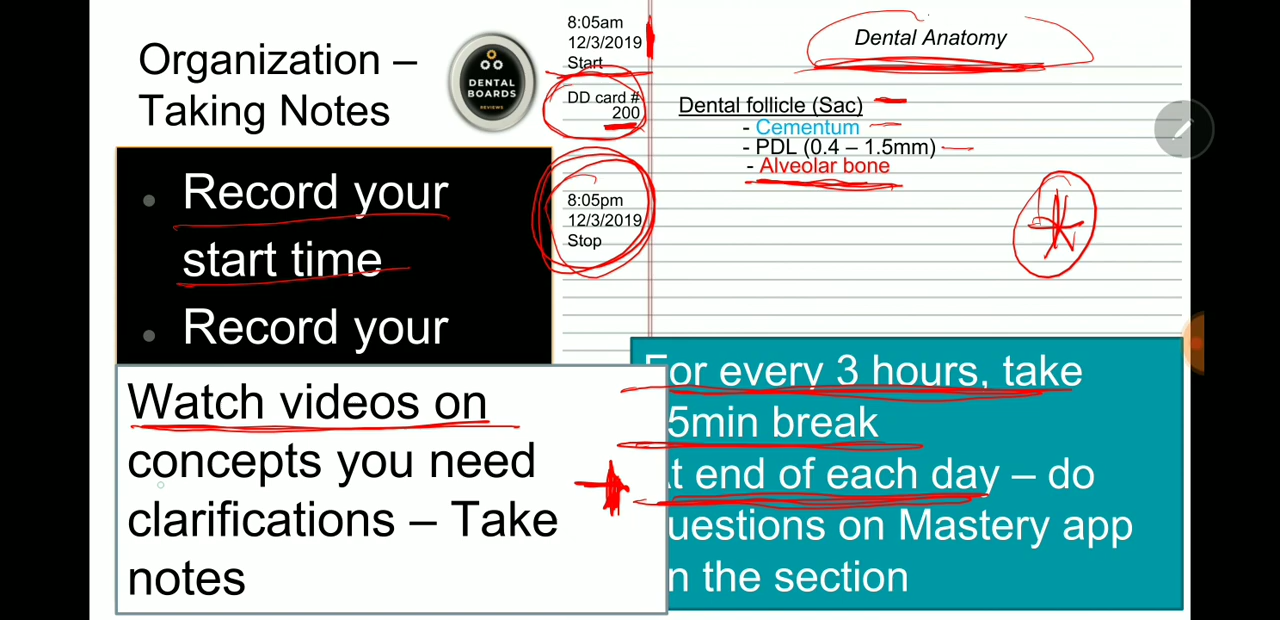 Organization –
Taking Notes
DENTAL
BOARDS
REVIEWS
Record your
start time
Record your
Watch videos on
concepts you need
clarifications – Take
notes
8:05am
12/3/2019
Start
DD card #
200
8:05pm
12/3/2019
Stop
Dental Anatomy
Dental follicle (Sac)
- Cementum
- PDL (0.4 – 1.5mm)
- Alveolar bone
For every 3 hours, take
5min break
t end of each day – do
uestions on Mastery app
n the section